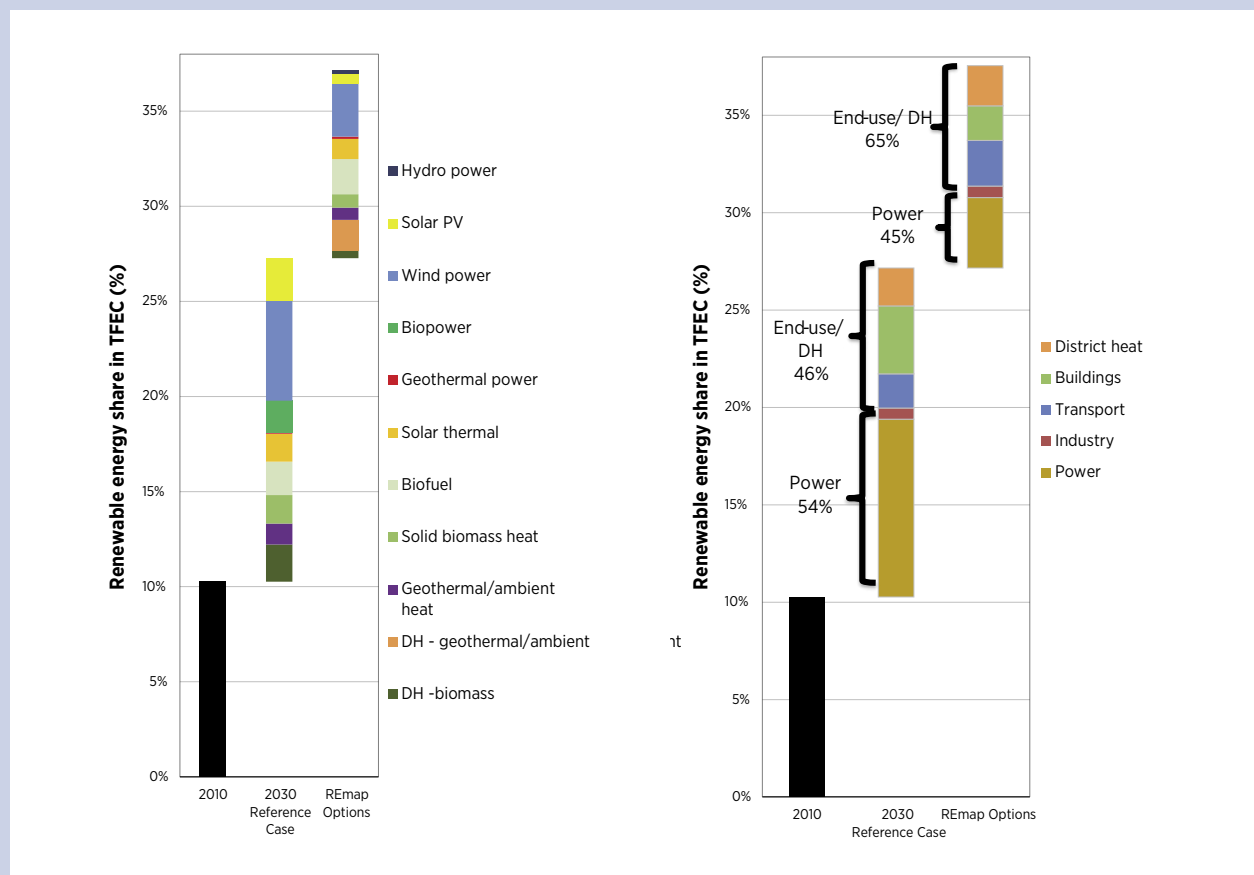 Renewable energy share in TFEC (%)
35%
30%
25%
20%
15%
10%
5%
0%
2010
2030
Reference
Case
REmap
Options
Hydro power
Solar PV
Wind power
Biopower
Geothermal power
Solar thermal
Biofuel
Solid biomass heat
Geothermal/ambient
heat
DH - geothermal/ambient
DH -biomass
nt
Renewable energy share in TFEC (%)
35%
30%
25%
20%
15%
10%
5%
0%
End-use/ DH
65%
Power
45%
End-use/
DH
46%
Power
54%
2010
2030
Reference Case
REmap Options
District heat
Buildings
Transport
Industry
Power